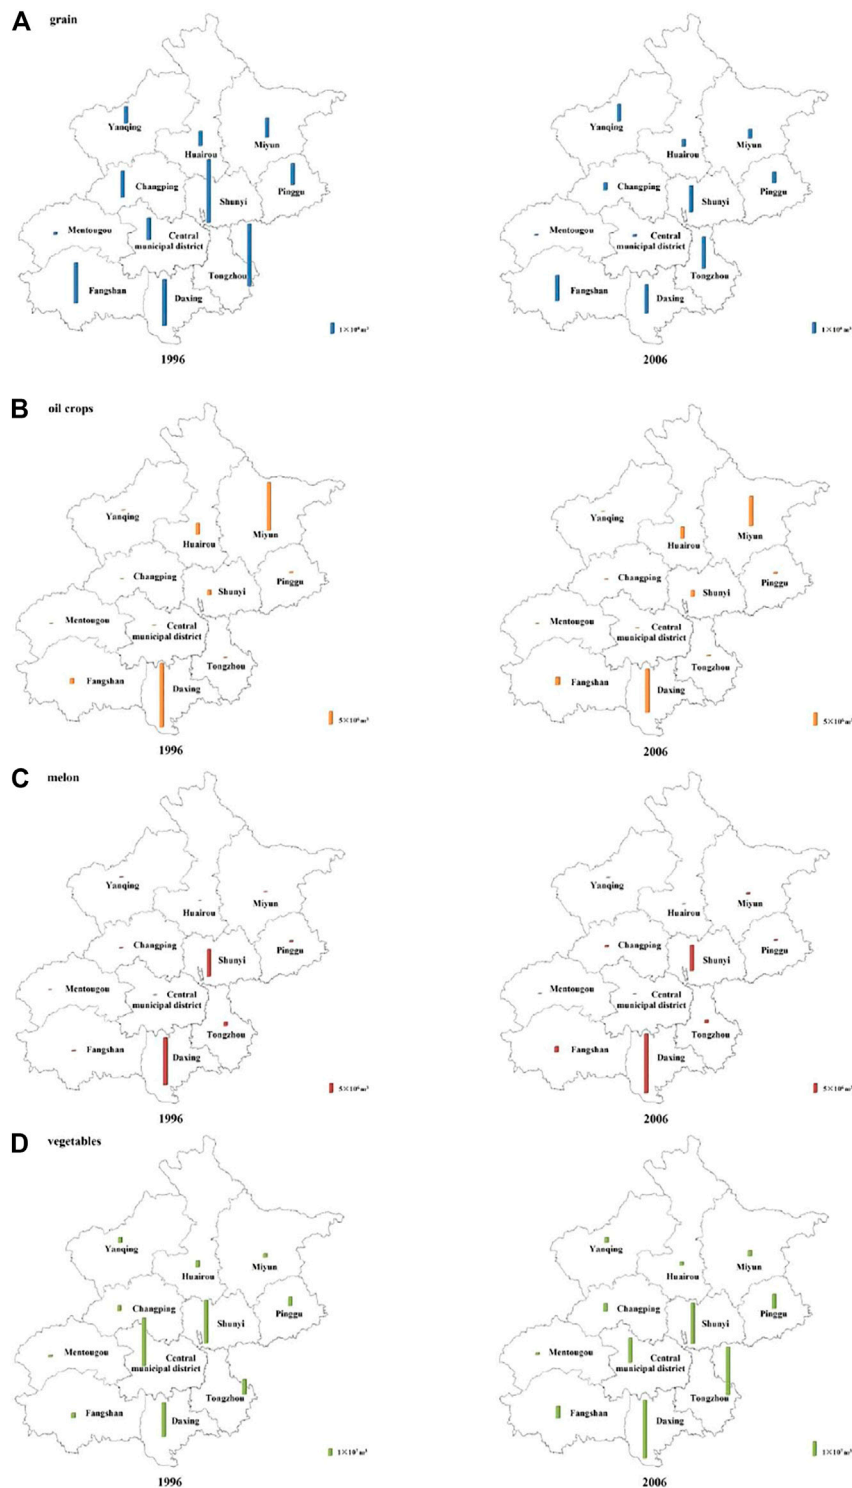 A grain
Yanqing
Huairou
Miyun
Changping
Shunyi
Pinggu
Mentougou
Central
municipal district
Tongzhou
Fangshan
Daxing
1996
Yanqing
Huairou
Miyun
Changping
Shunyi
Pinggu
Mentougou
Central
municipal district
Tongzhou
Fangshan
Daxing
2006
B oil crops
Yanqing
Huairou
Miyun
Changping
Shunyi
Pinggu
Mentougou
Central
municipal district
Tongzhou
Fangshan
Daxing
1996
Yanqing
Huairou
Miyun
Changping
Shunyi
Pinggu
Mentougou
Central
municipal district
Tongzhou
Fangshan
Daxing
2006
C melon
Yanqing
Huairou
Miyun
Changping
Shunyi
Pinggu
Mentougou
Central
municipal district
Tongzhou
Fangshan
Daxing
1996
Yanqing
Huairou
Miyun
Changping
Shunyi
Pinggu
Mentougou
Central
municipal district
Tongzhou
Fangshan
Daxing
2006
D vegetables
Yanqing
Huairou
Miyun
Changping
Shunyi
Pinggu
Mentougou
Central
municipal district
Tongzhou
Fangshan
Daxing
1996
Yanqing
Huairou
Miyun
Changping
Shunyi
Pinggu
Mentougou
Central
municipal district
Tongzhou
Fangshan
Daxing
2006